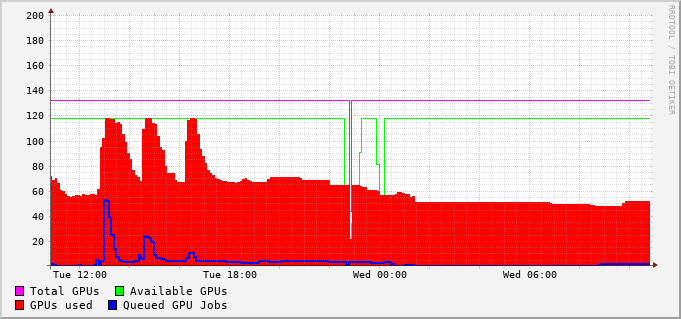 200
180
160
140
120
100
80
60
40
20
Tue 12:00 Tue 18:00 Wed 00:00 Wed 06:00
Total GPUs Available GPUs
GPUs used Queued GPU Jobs
RRDTOOL / TOBI OETIKER